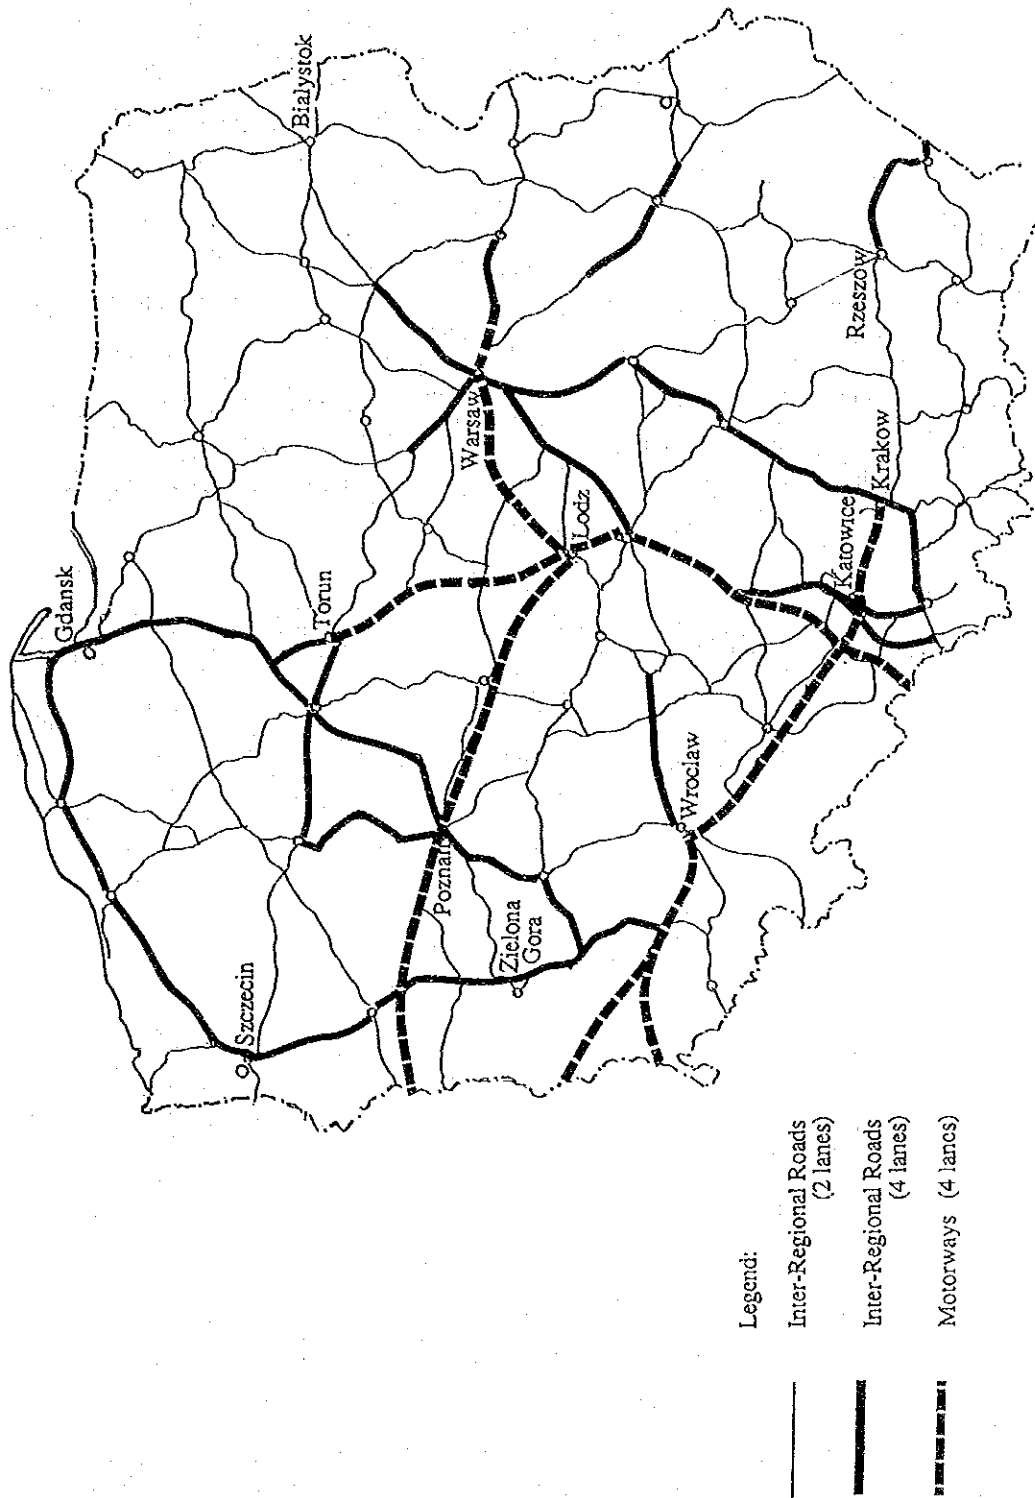 Gdansk
Szczecin
Torun
Bialystok
Poznan
Warsaw
Zielona
Gora
Lodz
Wroclaw
Katowice
Krakow
Rzeszow
Legend:
Inter-Regional Roads
(2 lanes)
Inter-Regional Roads
(4 lanes)
Motorways (4 lanes)